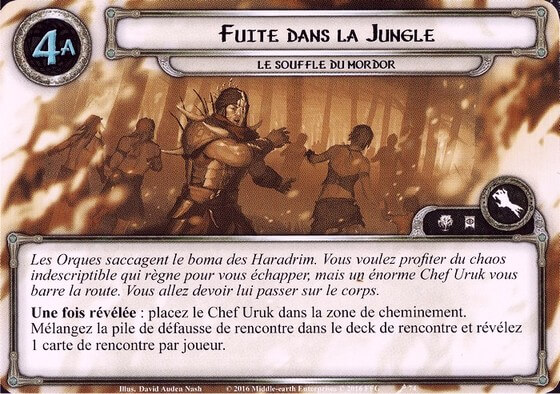 4A
FUITE DANS LA JUNGLE
LE SOUFFLE DU MORDOR
Les Orques saccagent le boma des Haradrim. Vous voulez profiter du chaos
indescriptible qui règne pour vous échapper, mais un énorme Chef Uruk vous
barre la route. Vous allez devoir lui passer sur le corps.
Une fois révélée : placez le Chef Uruk dans la zone de cheminement.
Mélangez la pile de défausse de rencontre dans le deck de rencontre et révélez
1 carte de rencontre par joueur.
Illus. David Auden Nash © 2016 Middle-earth Enterprises © 2016 FFG 74